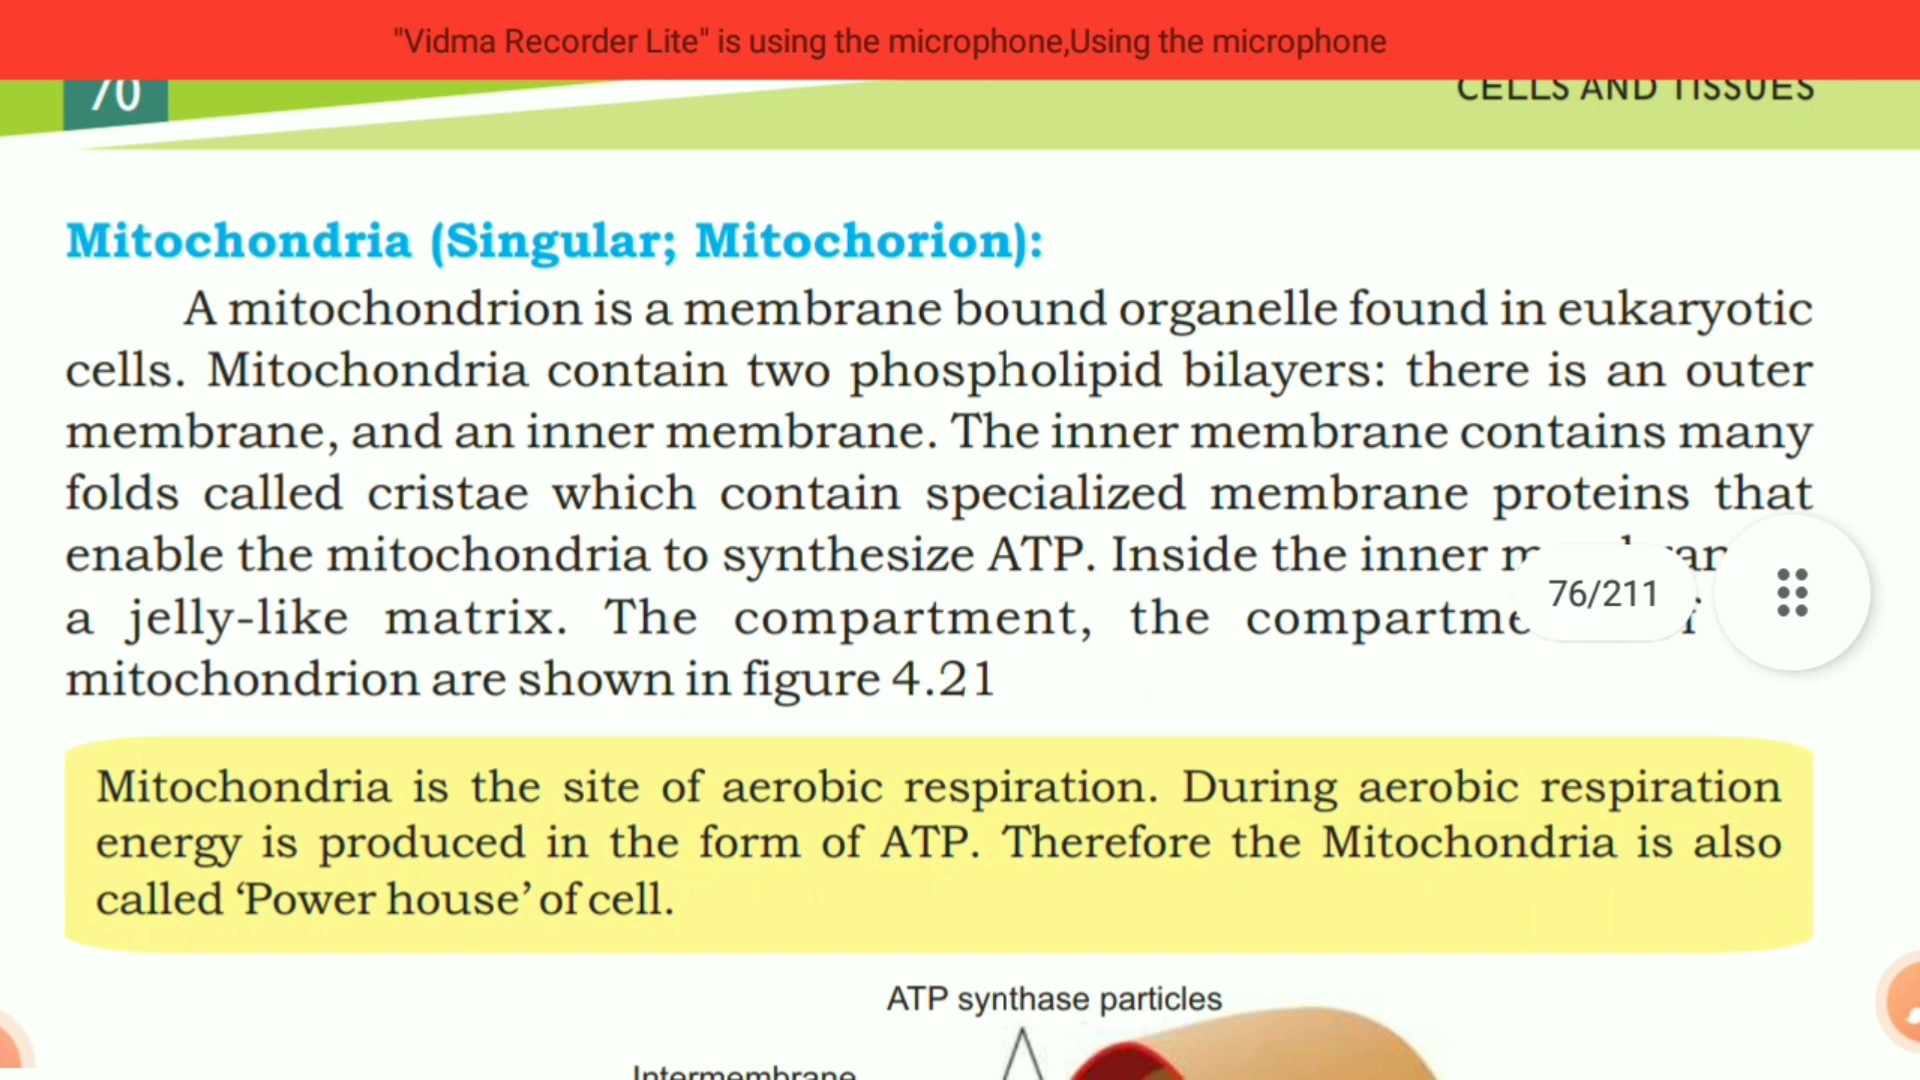 "Vidma Recorder Lite" is using the microphone,Using the microphone
70
CELLS AND TISSUES
Mitochondria (Singular; Mitochorion):
A mitochondrion is a membrane bound organelle found in eukaryotic
cells. Mitochondria contain two phospholipid bilayers: there is an outer
membrane, and an inner membrane. The inner membrane contains many
folds called cristae which contain specialized membrane proteins that
enable the mitochondria to synthesize ATP. Inside the inner
a jelly-like matrix. The compartment, the
76/211
mitochondrion are shown in figure 4.21
Mitochondria is the site of aerobic respiration. During aerobic respiration
energy is produced in the form of ATP. Therefore the Mitochondria is also
called ‘Power house’ of cell.
ATP synthase particles
Intermembrane